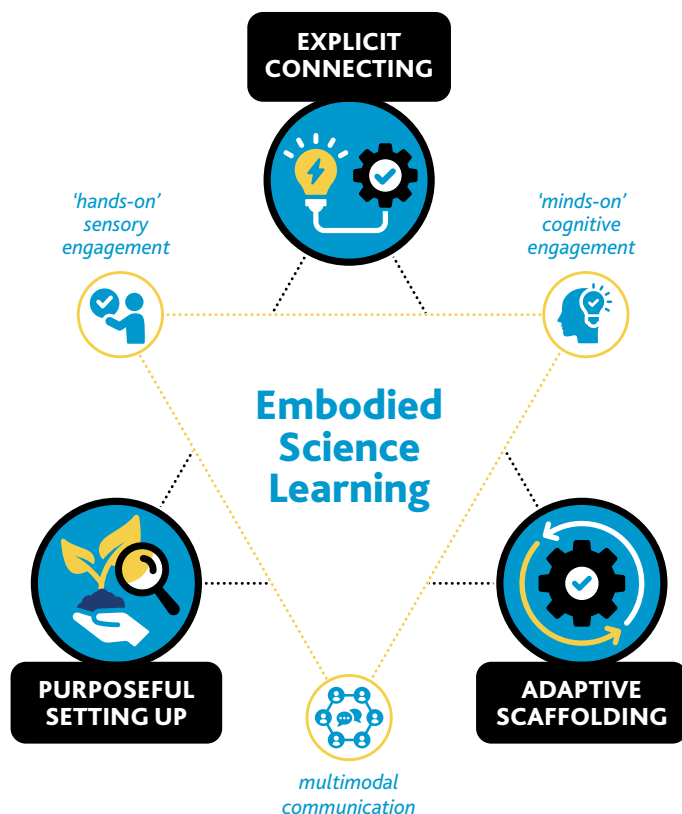 EXPLICIT
CONNECTING
‘hands-on’
sensory
engagement
‘minds-on’
cognitive
engagement
Embodied
Science
Learning
PURPOSEFUL
SETTING UP
ADAPTIVE
SCAFFOLDING
multimodal
communication